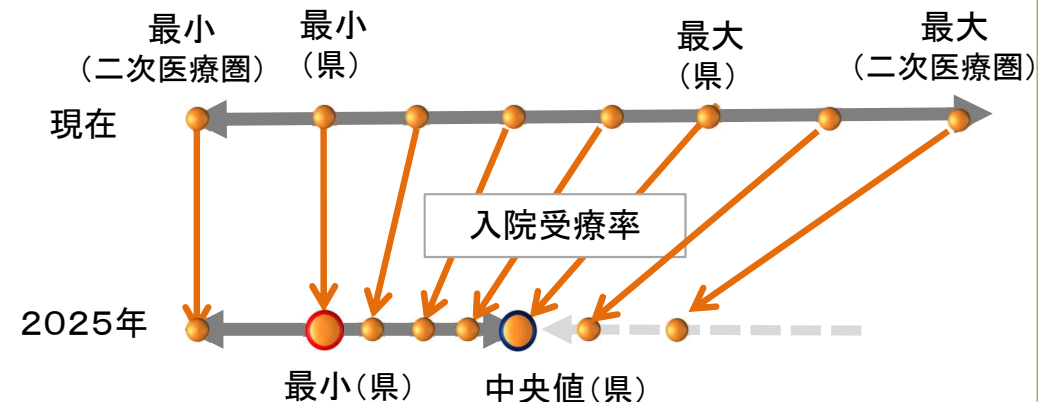 最小
（二次医療圏）
最小
（県）
最大
（県）
最大
（二次医療圏）
現在
入院受療率
２０２５年
最小（県）
中央値（県）